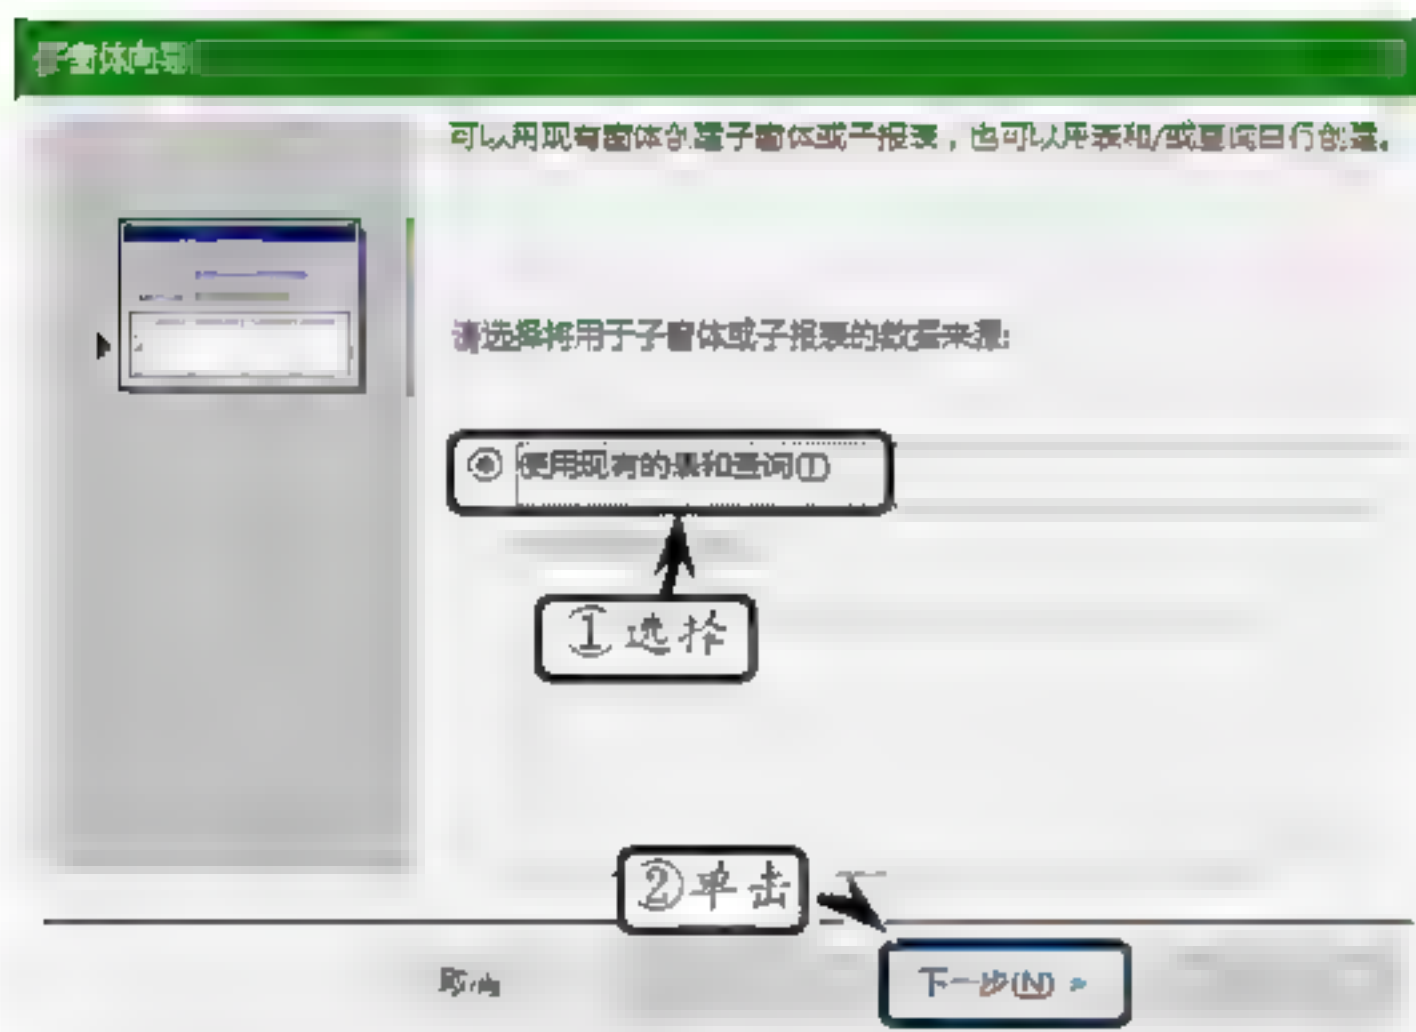 子窗体向导
可以用现有窗体创建子窗体或子报表，也可以用表和/或查询自行创建。
请选择将用于子窗体或子报表的数据来源:
使用现有的表和查询(T)
①选择
②单击
取消
下一步(N) >